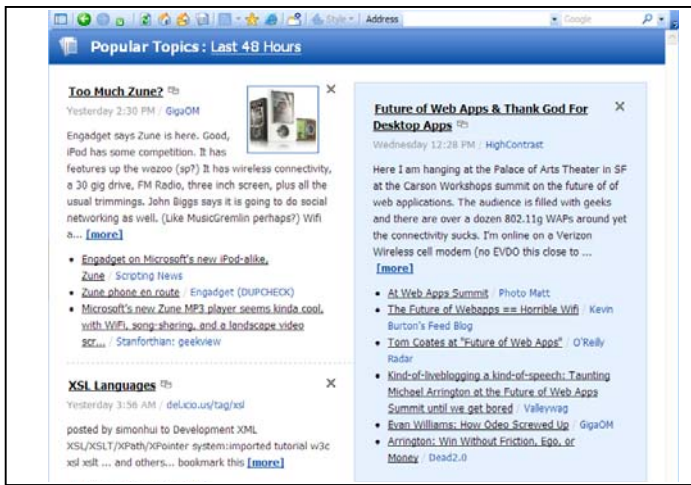 Style Address Google
Popular Topics : Last 48 Hours
Too Much Zune?
Yesterday 2:30 PM / GigaOM
Engadget says Zune is here. Good,
iPod has some competition. It has
features up the wazoo (sp?) It has wireless connectivity,
a 30 gig drive, FM Radio, three inch screen, plus all the
usual trimmings. John Biggs says it is going to do social
networking as well. (Like MusicGremlin perhaps?) Wifi
a... [more]
• Engadget on Microsoft's new iPod-alike,
Zune / Scripting News
• Zune phone en route / Engadget (DUPCHECK)
• Microsoft's new Zune MP3 player seems kinda cool,
with WiFi, song-sharing, and a landscape video
scr... / Stanforthian: geekview
XSL Languages
Yesterday 3:56 AM / del.icio.us/tag/xsl
posted by simonhui to Development XML
XSL/XSLT/XPath/XPointer system:imported tutorial w3c
xsl xslt ... and others... bookmark this [more]
Future of Web Apps & Thank God For
Desktop Apps
Wednesday 12:28 PM / HighContrast
Here I am hanging at the Palace of Arts Theater in SF
at the Carson Workshops summit on the future of of
web applications. The audience is filled with geeks
and there are over a dozen 802.11g WAPs around yet
the connectivity sucks. I'm online on a Verizon
Wireless cell modem (no EVDO this close to ...
[more]
• At Web Apps Summit / Photo Matt
• The Future of Webapps == Horrible Wifi / Kevin
Burton's Feed Blog
• Tom Coates at "Future of Web Apps" / O'Reilly
Radar
• Kind-of-liveblogging a kind-of-speech: Taunting
Michael Arrington at the Future of Web Apps
Summit until we get bored / Valleywag
• Evan Williams: How Odeo Screwed Up / GigaOM
• Arrington: Win Without Friction, Ego, or
Money / Dead2.0